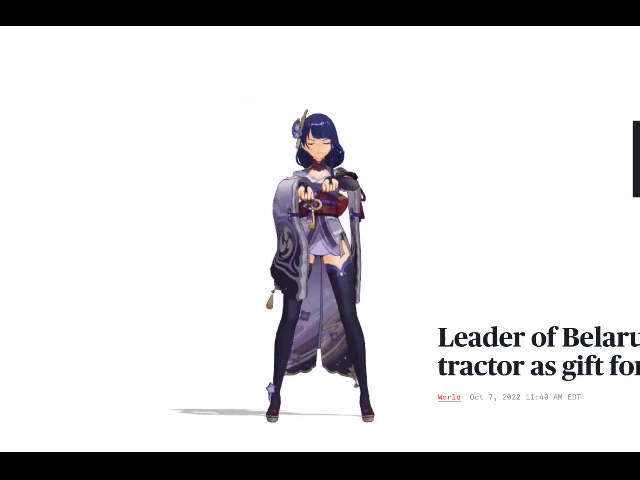 Leader of Belaru
tractor as gift for
World Oct 7, 2022 11:40 AM EDT